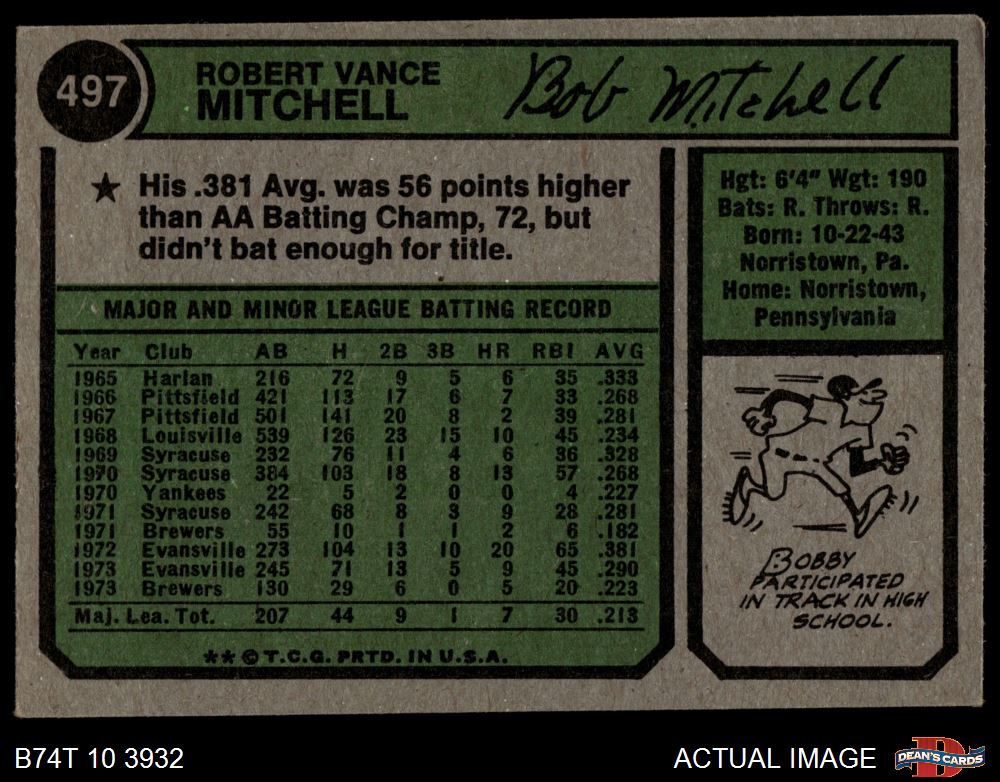 497
ROBERT VANCE
MITCHELL
Bob Mitchell
★ His .381 Avg. was 56 points higher
than AA Batting Champ, 72, but
didn't bat enough for title.
MAJOR AND MINOR LEAGUE BATTING RECORD
Year Club AB H 2B 3B HR RBI AVG
1965 Harlan 216 72 9 5 6 35 .333
1966 Pittsfield 421 113 17 6 7 33 .268
1967 Pittsfield 501 141 20 8 2 39 .281
1968 Louisville 539 126 23 15 10 45 .234
1969 Syracuse 232 76 11 4 6 36 .328
1970 Syracuse 384 103 18 8 13 57 .268
1970 Yankees 22 5 2 0 0 4 .227
1971 Syracuse 242 68 8 3 9 28 .281
1971 Brewers 55 10 1 1 2 6 .182
1972 Evansville 273 104 13 10 20 65 .381
1973 Evansville 245 71 13 5 9 45 .290
1973 Brewers 130 29 6 0 5 20 .223
Maj. Lea. Tot. 207 44 9 1 7 30 .213
** © T.C.G. PRTD. IN U.S.A.
Hgt: 6'4" Wgt: 190
Bats: R. Throws: R.
Born: 10-22-43
Norristown, Pa.
Home: Norristown,
Pennsylvania
BOBBY
PARTICIPATED
IN TRACK IN HIGH
SCHOOL.
B74T 10 3932
ACTUAL IMAGE
D
DEAN'S CARDS